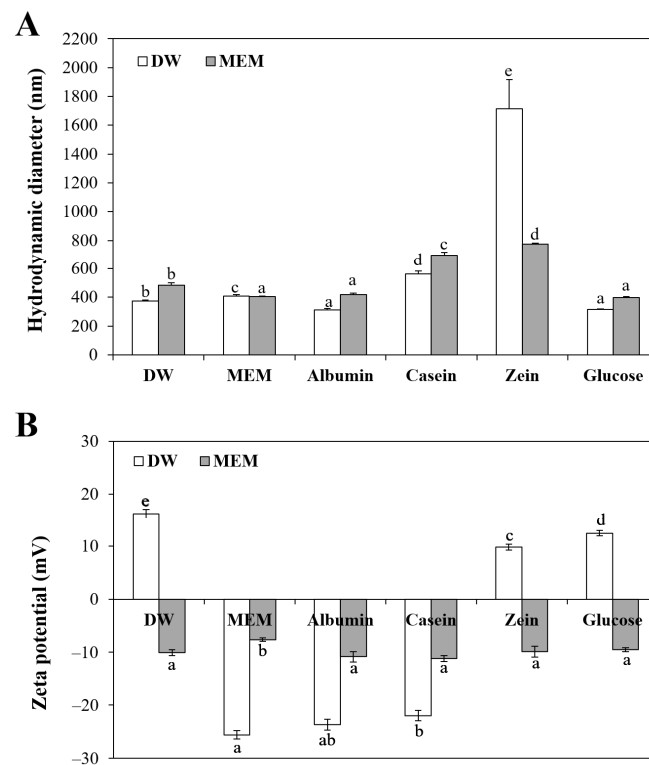 A
DW MEM
Hydrodynamic diameter (nm)
2200
2000
1800
1600
1400
1200
1000
800
600
400
200
0
b b c a a a d c e d a a
DW MEM Albumin Casein Zein Glucose
B
DW MEM
Zeta potential (mV)
30
20
10
0
−10
−20
−30
e c d
DW MEM Albumin Casein Zein Glucose
a b a a a a
a ab b